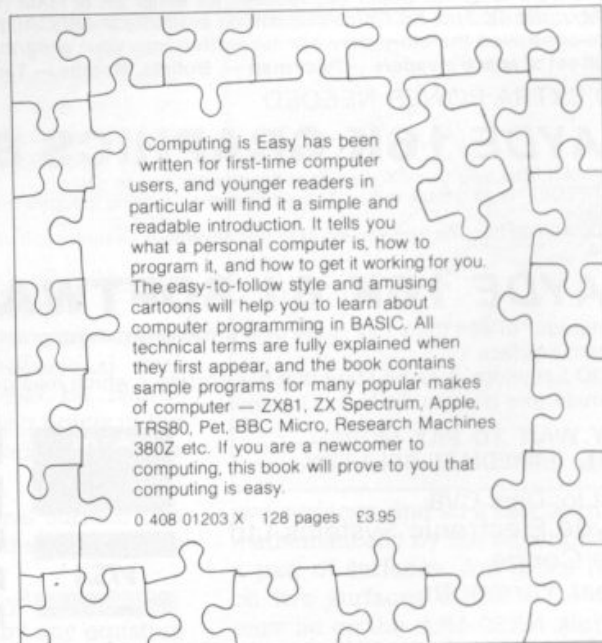 Computing is Easy has been
written for first-time computer
users, and younger readers in
particular will find it a simple and
readable introduction. It tells you
what a personal computer is, how to
program it, and how to get it working for you.
The easy-to-follow style and amusing
cartoons will help you to learn about
computer programming in BASIC. All
technical terms are fully explained when
they first appear, and the book contains
sample programs for many popular makes
of computer — ZX81, ZX Spectrum, Apple,
TRS80, Pet, BBC Micro, Research Machines
380Z etc. If you are a newcomer to
computing, this book will prove to you that
computing is easy.
0 408 01203 X 128 pages £3.95